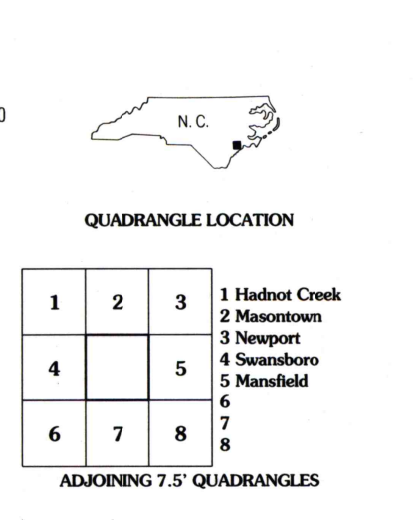 0
N. C.
QUADRANGLE LOCATION
1 2 3
4 5
6 7 8
1 Hadnot Creek
2 Masontown
3 Newport
4 Swansboro
5 Mansfield
6
7
8
ADJOINING 7.5' QUADRANGLES